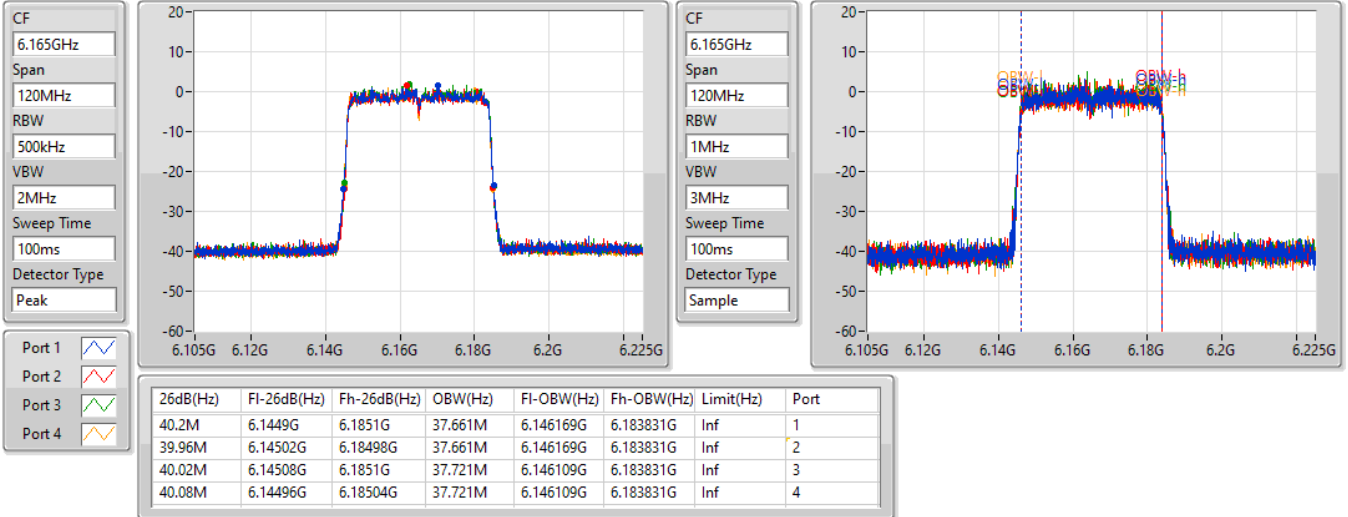 CF
6.165GHz
Span
120MHz
RBW
500kHz
VBW
2MHz
Sweep Time
100ms
Detector Type
Peak
20
10
0
-10
-20
-30
-40
-50
-60
6.105G 6.12G 6.14G 6.16G 6.18G 6.2G 6.225G
CF
6.165GHz
Span
120MHz
RBW
1MHz
VBW
3MHz
Sweep Time
100ms
Detector Type
Sample
20
10
0
-10
-20
-30
-40
-50
-60
OBW-h
6.105G 6.12G 6.14G 6.16G 6.18G 6.2G 6.225G
Port 1
Port 2
Port 3
Port 4
26dB(Hz) Fl-26dB(Hz) Fh-26dB(Hz) OBW(Hz) Fl-OBW(Hz) Fh-OBW(Hz) Limit(Hz) Port
40.2M 6.1449G 6.1851G 37.661M 6.146169G 6.183831G Inf 1
39.96M 6.14502G 6.18498G 37.661M 6.146169G 6.183831G Inf 2
40.02M 6.14508G 6.1851G 37.721M 6.146109G 6.183831G Inf 3
40.08M 6.14496G 6.18504G 37.721M 6.146109G 6.183831G Inf 4